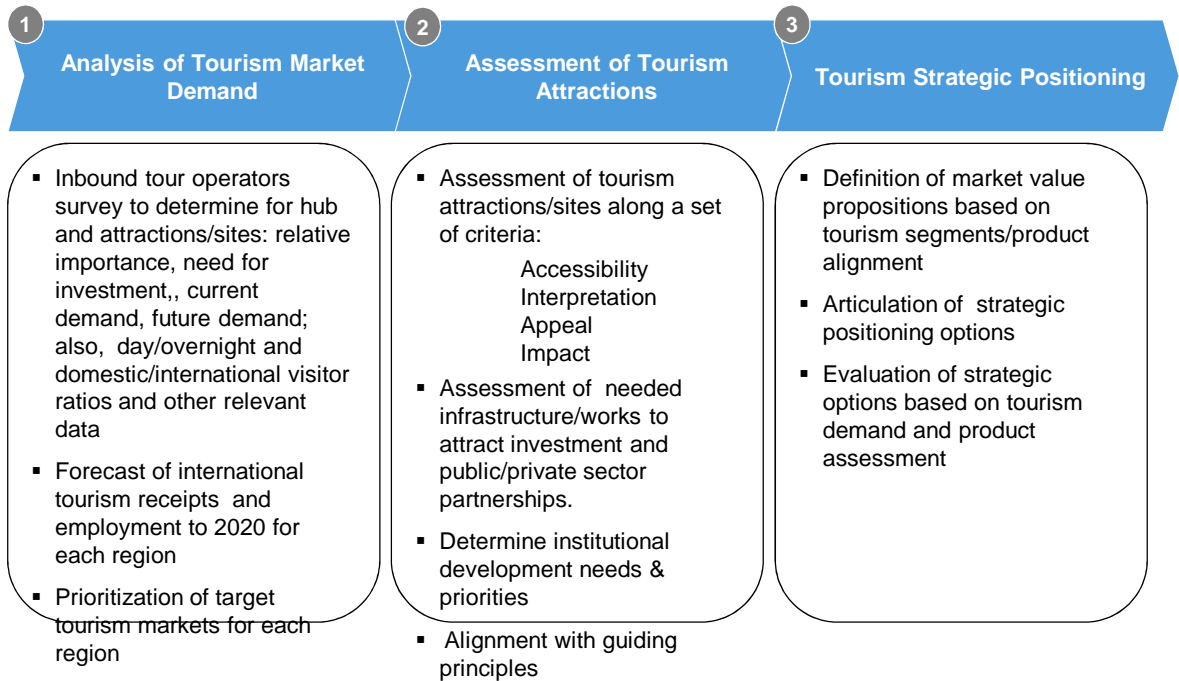 1
Analysis of Tourism Market
Demand
2
Assessment of Tourism
Attractions
3
Tourism Strategic Positioning
▪ Inbound tour operators
survey to determine for hub
and attractions/sites: relative
importance, need for
investment,, current
demand, future demand;
also, day/overnight and
domestic/international visitor
ratios and other relevant
data
▪ Forecast of international
tourism receipts and
employment to 2020 for
each region
▪ Prioritization of target
tourism markets for each
region
▪ Assessment of tourism
attractions/sites along a set
of criteria:
Accessibility
Interpretation
Appeal
Impact
▪ Assessment of needed
infrastructure/works to
attract investment and
public/private sector
partnerships.
▪ Determine institutional
development needs &
priorities
▪ Alignment with guiding
principles
▪ Definition of market value
propositions based on
tourism segments/product
alignment
▪ Articulation of strategic
positioning options
▪ Evaluation of strategic
options based on tourism
demand and product
assessment